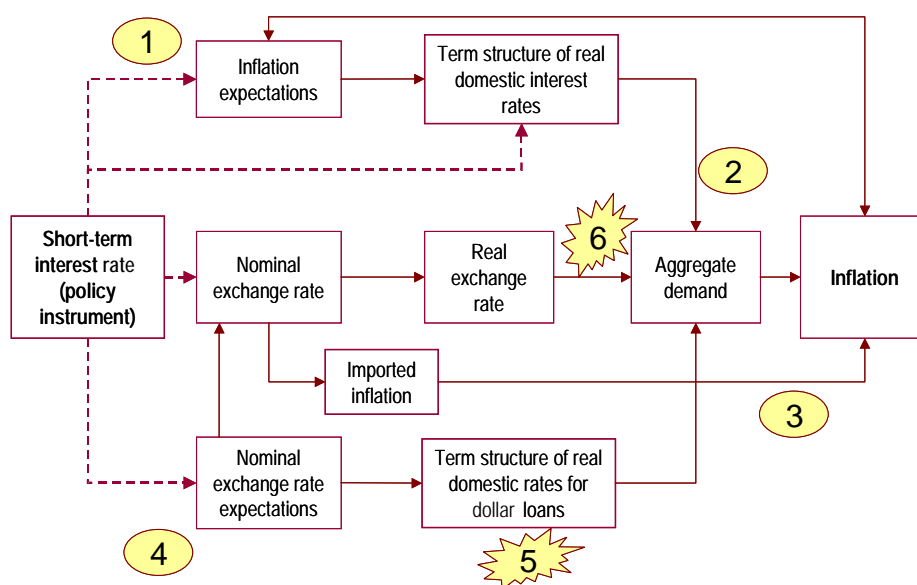 1
Inflation
expectations
Term structure of real
domestic interest
rates
2
Short-term
interest rate
(policy
instrument)
Nominal
exchange rate
Real
exchange
rate
6
Aggregate
demand
Inflation
Imported
inflation
3
Nominal
exchange rate
expectations
Term structure of real
domestic rates for
dollar loans
4
5